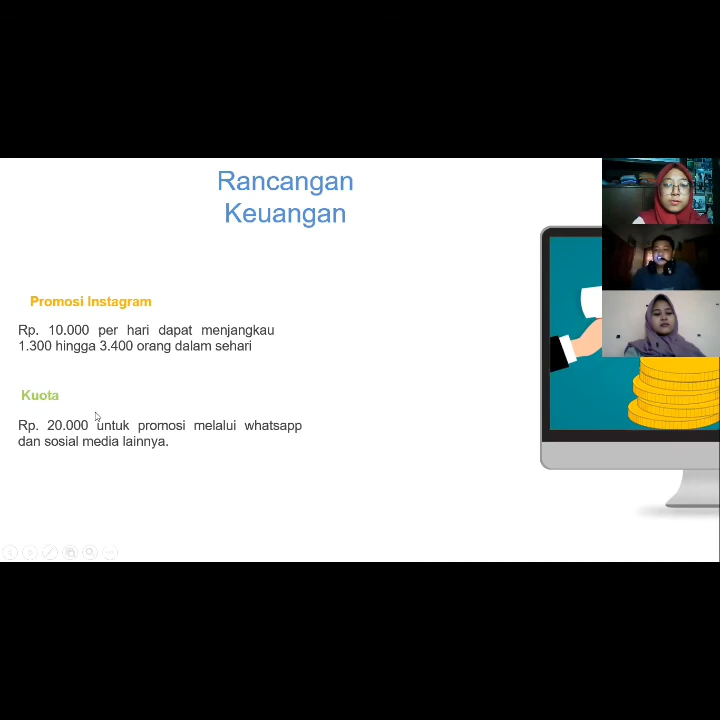 Rancangan
Keuangan
Promosi Instagram
Rp. 10.000 per hari dapat menjangkau
1.300 hingga 3.400 orang dalam sehari
Kuota
Rp. 20.000 untuk promosi melalui whatsapp
dan sosial media lainnya.